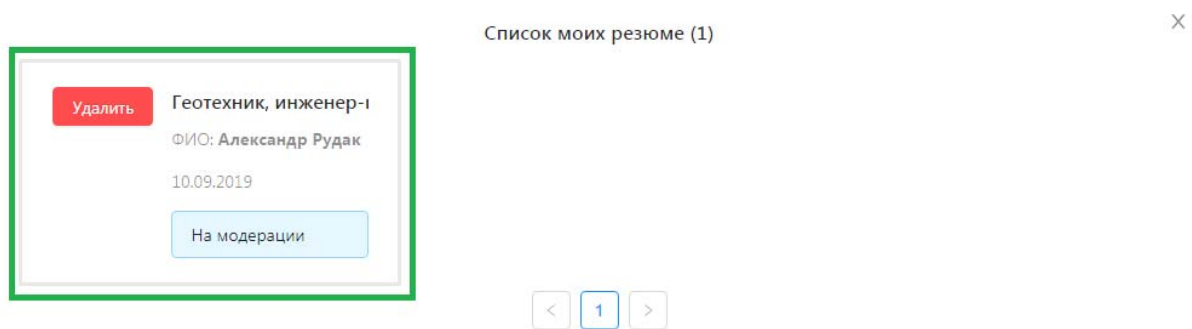 Список моих резюме (1)
Удалить
Геотехник, инженер-
ФИО: Александр Рудак
10.09.2019
На модерации
< 1 >